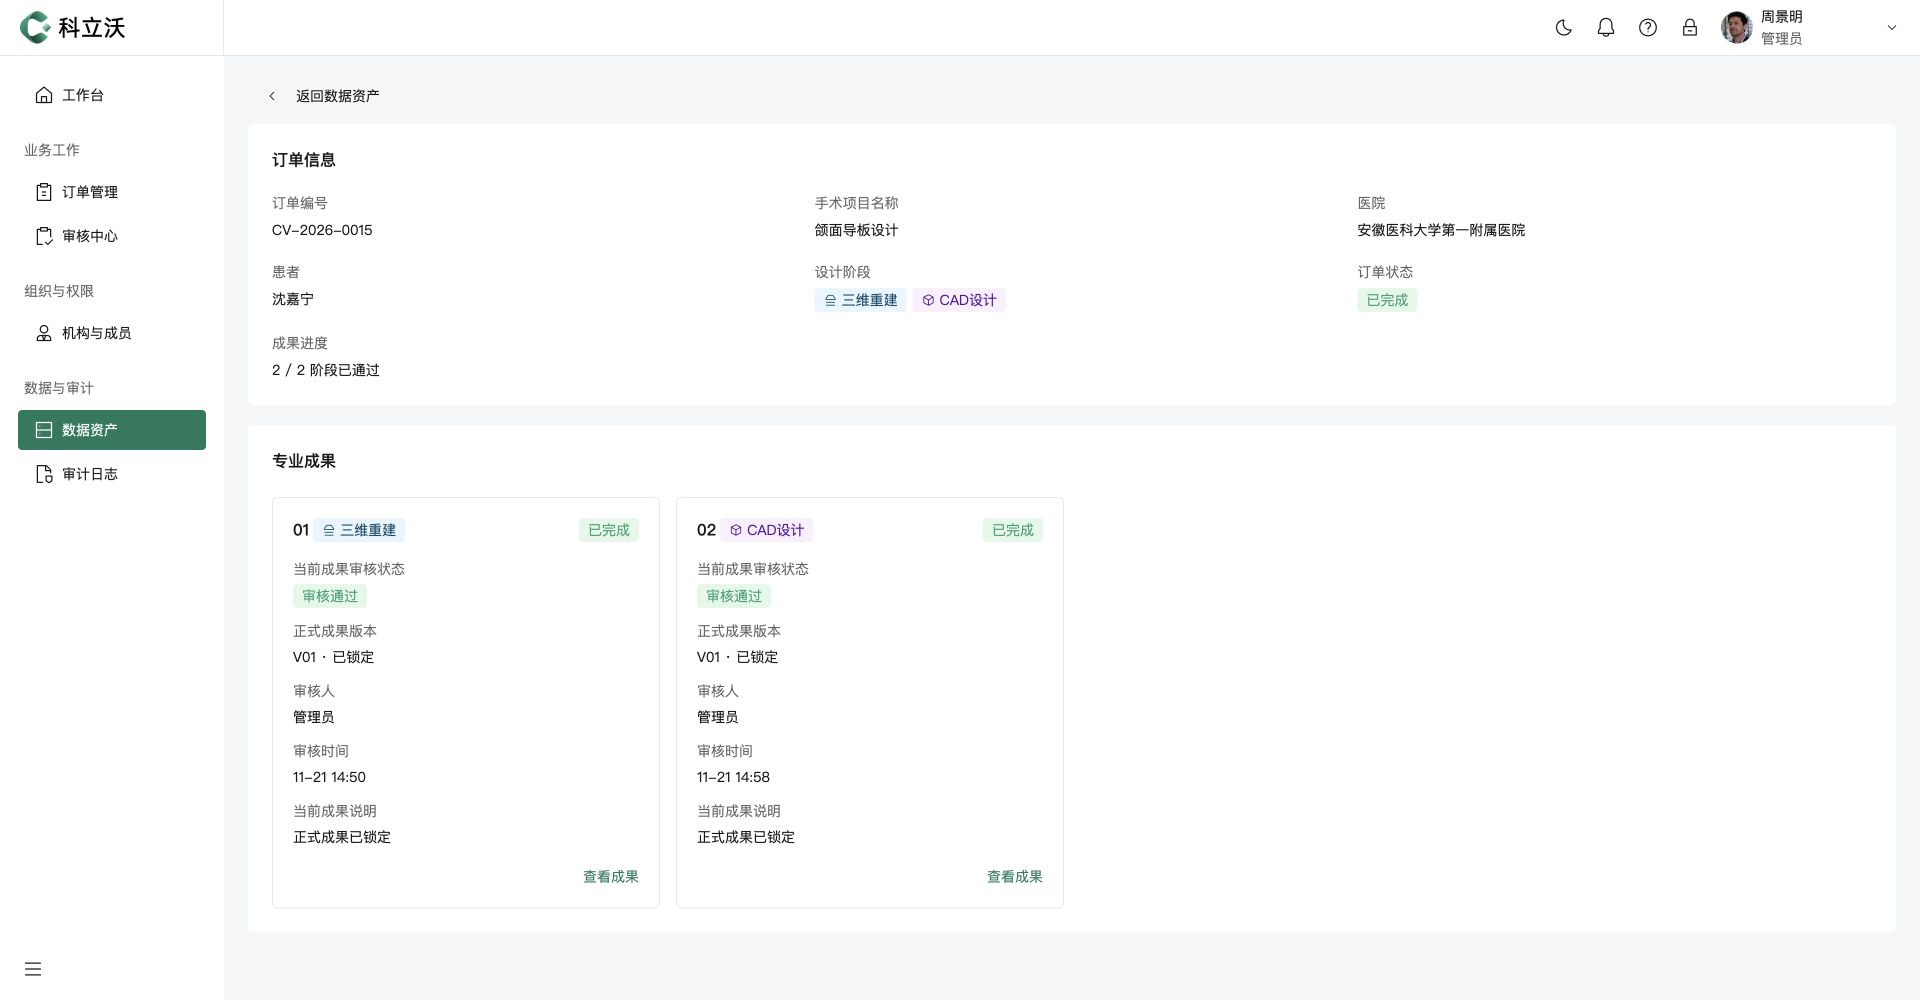 科立沃
周景明
管理员
工作台
业务工作
订单管理
审核中心
组织与权限
机构与成员
数据与审计
数据资产
审计日志
返回数据资产
订单信息
订单编号
CV-2026-0015
手术项目名称
颌面导板设计
医院
安徽医科大学第一附属医院
患者
沈嘉宁
设计阶段
三维重建 CAD设计
订单状态
已完成
成果进度
2 / 2 阶段已通过
专业成果
01 三维重建 已完成
当前成果审核状态
审核通过
正式成果版本
V01 · 已锁定
审核人
管理员
审核时间
11-21 14:50
当前成果说明
正式成果已锁定
查看成果
02 CAD设计 已完成
当前成果审核状态
审核通过
正式成果版本
V01 · 已锁定
审核人
管理员
审核时间
11-21 14:58
当前成果说明
正式成果已锁定
查看成果